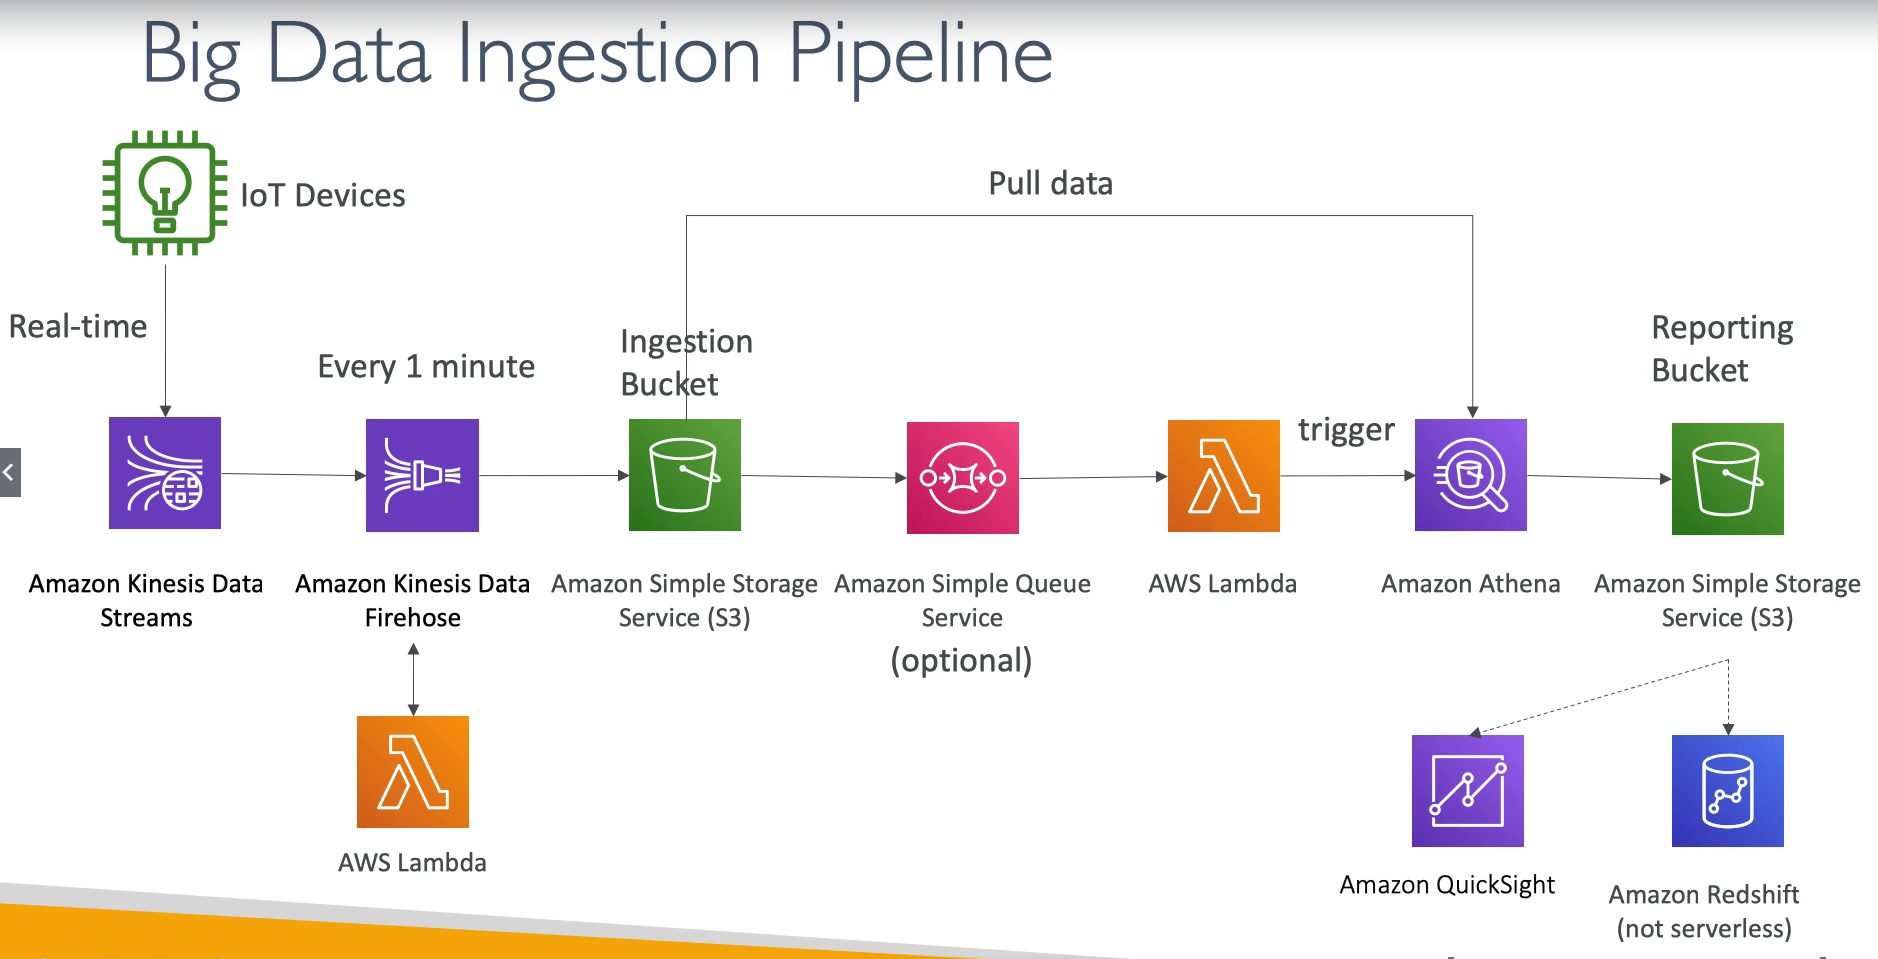 Big Data Ingestion Pipeline
IoT Devices
Pull data
Real-time
Every 1 minute
Ingestion
Bucket
Reporting
Bucket
trigger
Amazon Kinesis Data
Streams
Amazon Kinesis Data
Firehose
Amazon Simple Storage
Service (S3)
Amazon Simple Queue
Service
(optional)
AWS Lambda
Amazon Athena
Amazon Simple Storage
Service (S3)
AWS Lambda
Amazon QuickSight
Amazon Redshift
(not serverless)